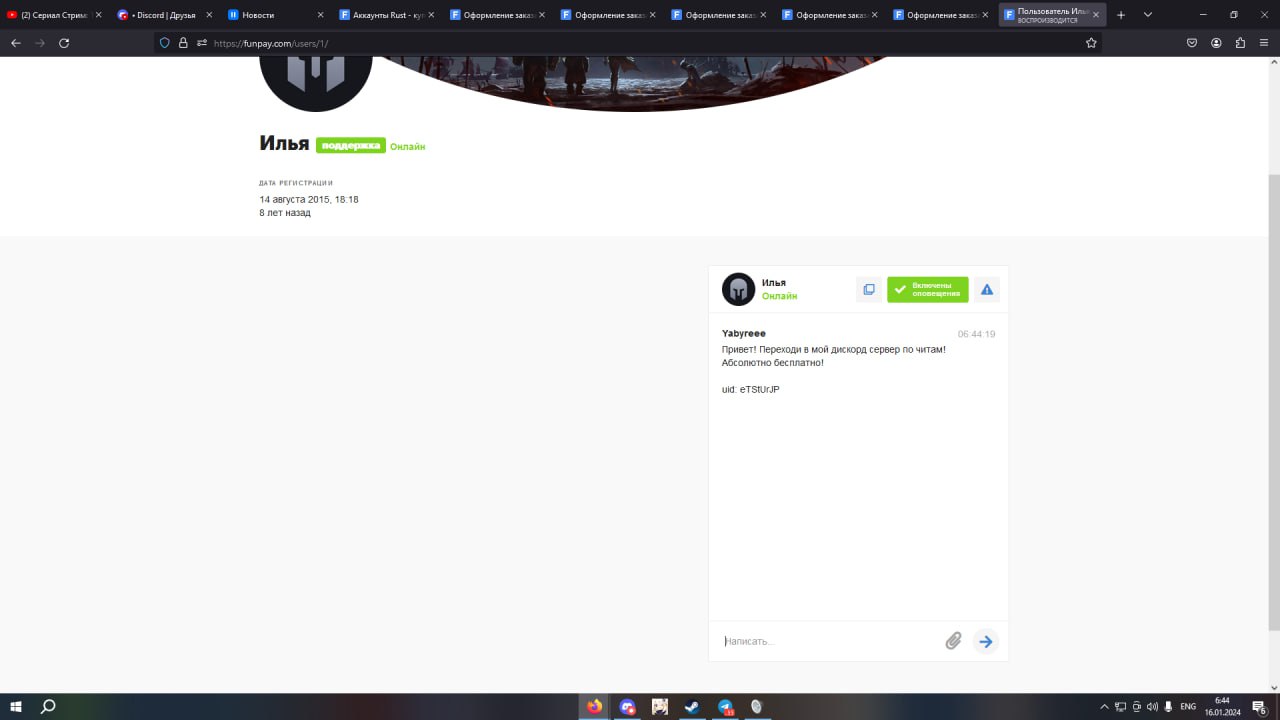 (2) Сериал Стрим
• Discord | Друзья
Новости
Аккаунты Rust - куп
Оформление заказ
Оформление заказ
Оформление заказ
Оформление заказ
Оформление заказ
Пользователь Иль
ВОСПРОИЗВОДИТСЯ
https://funpay.com/users/1/
Илья поддержка Онлайн
ДАТА РЕГИСТРАЦИИ
14 августа 2015, 18:18
8 лет назад
Илья
Онлайн
Включены
оповещения
Yabyreee 06:44:19
Привет! Переходи в мой дискорд сервер по читам!
Абсолютно бесплатно!
uid: eTStUrJP
Написать...
ENG
6:44
16.01.2024